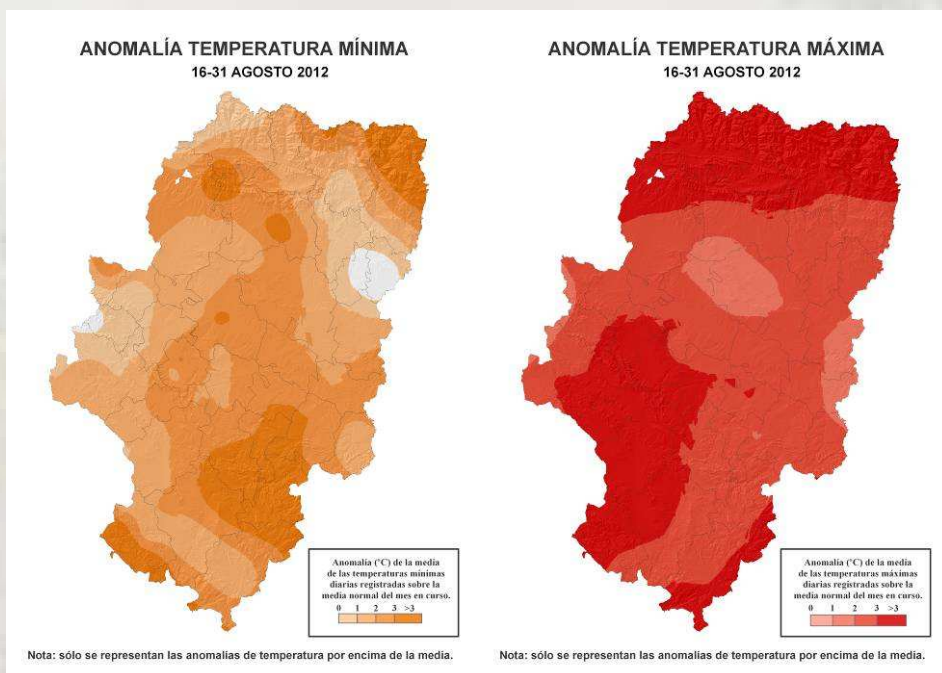 ANOMALÍA TEMPERATURA MÍNIMA
16-31 AGOSTO 2012
Anomalía (°C) de la media
de las temperaturas mínimas
diarias registradas sobre la
media normal del mes en curso.
0 1 2 3 >3
Nota: sólo se representan las anomalias de temperatura por encima de la media.
ANOMALÍA TEMPERATURA MÁXIMA
16-31 AGOSTO 2012
Anomalía (°C) de la media
de las temperaturas máximas
diarias registradas sobre la
media normal del mes en curso.
0 1 2 3 >3
Nota: sólo se representan las anomalias de temperatura por encima de la media.